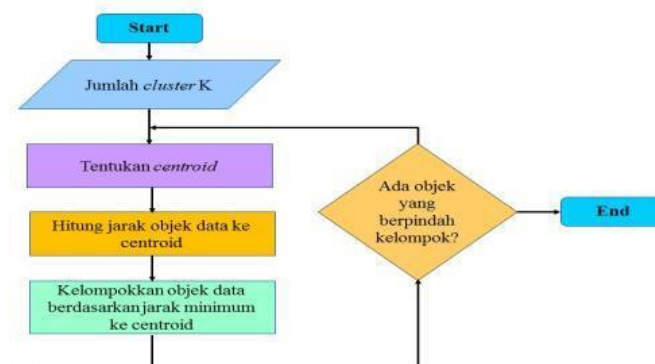 Start
Jumlah cluster K
Tentukan centroid
Hitung jarak objek data ke
centroid
Kelompokkan objek data
berdasarkan jarak minimum
ke centroid
Ada objek
yang
berpindah
kelompok?
End